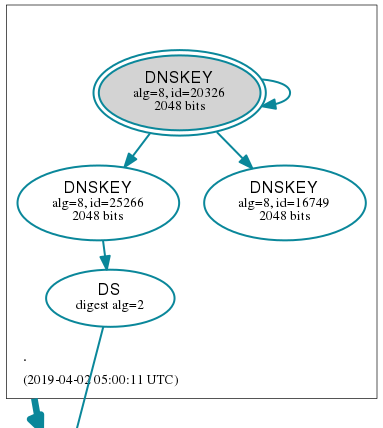 DNSKEY
alg=8, id=20326
2048 bits
DNSKEY
alg=8, id=25266
2048 bits
DNSKEY
alg=8, id=16749
2048 bits
DS
digest alg=2
.
(2019-04-02 05:00:11 UTC)